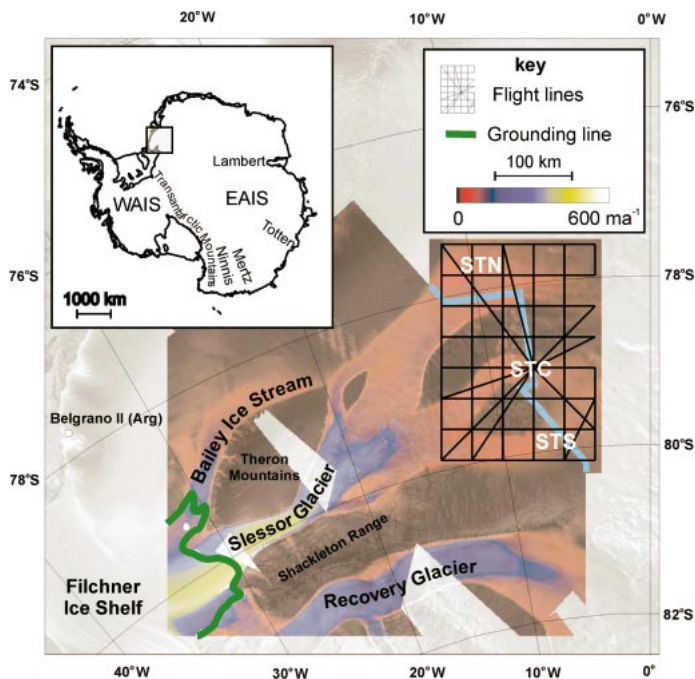 20°W
10°W
0°W
74°S
76°S
78°S
76°S
78°S
80°S
82°S
WAIS
EAIS
Lambert
Totten
Mertz
Ninnis
Transantarctic Mountains
1000 km
key
Flight lines
Grounding line
100 km
0
600 ma⁻¹
STN
STC
STS
Belgrano II (Arg)
Bailey Ice Stream
Theron
Mountains
Slessor Glacier
Shackleton Range
Recovery Glacier
Filchner
Ice Shelf
40°W
30°W
20°W
10°W
0°W